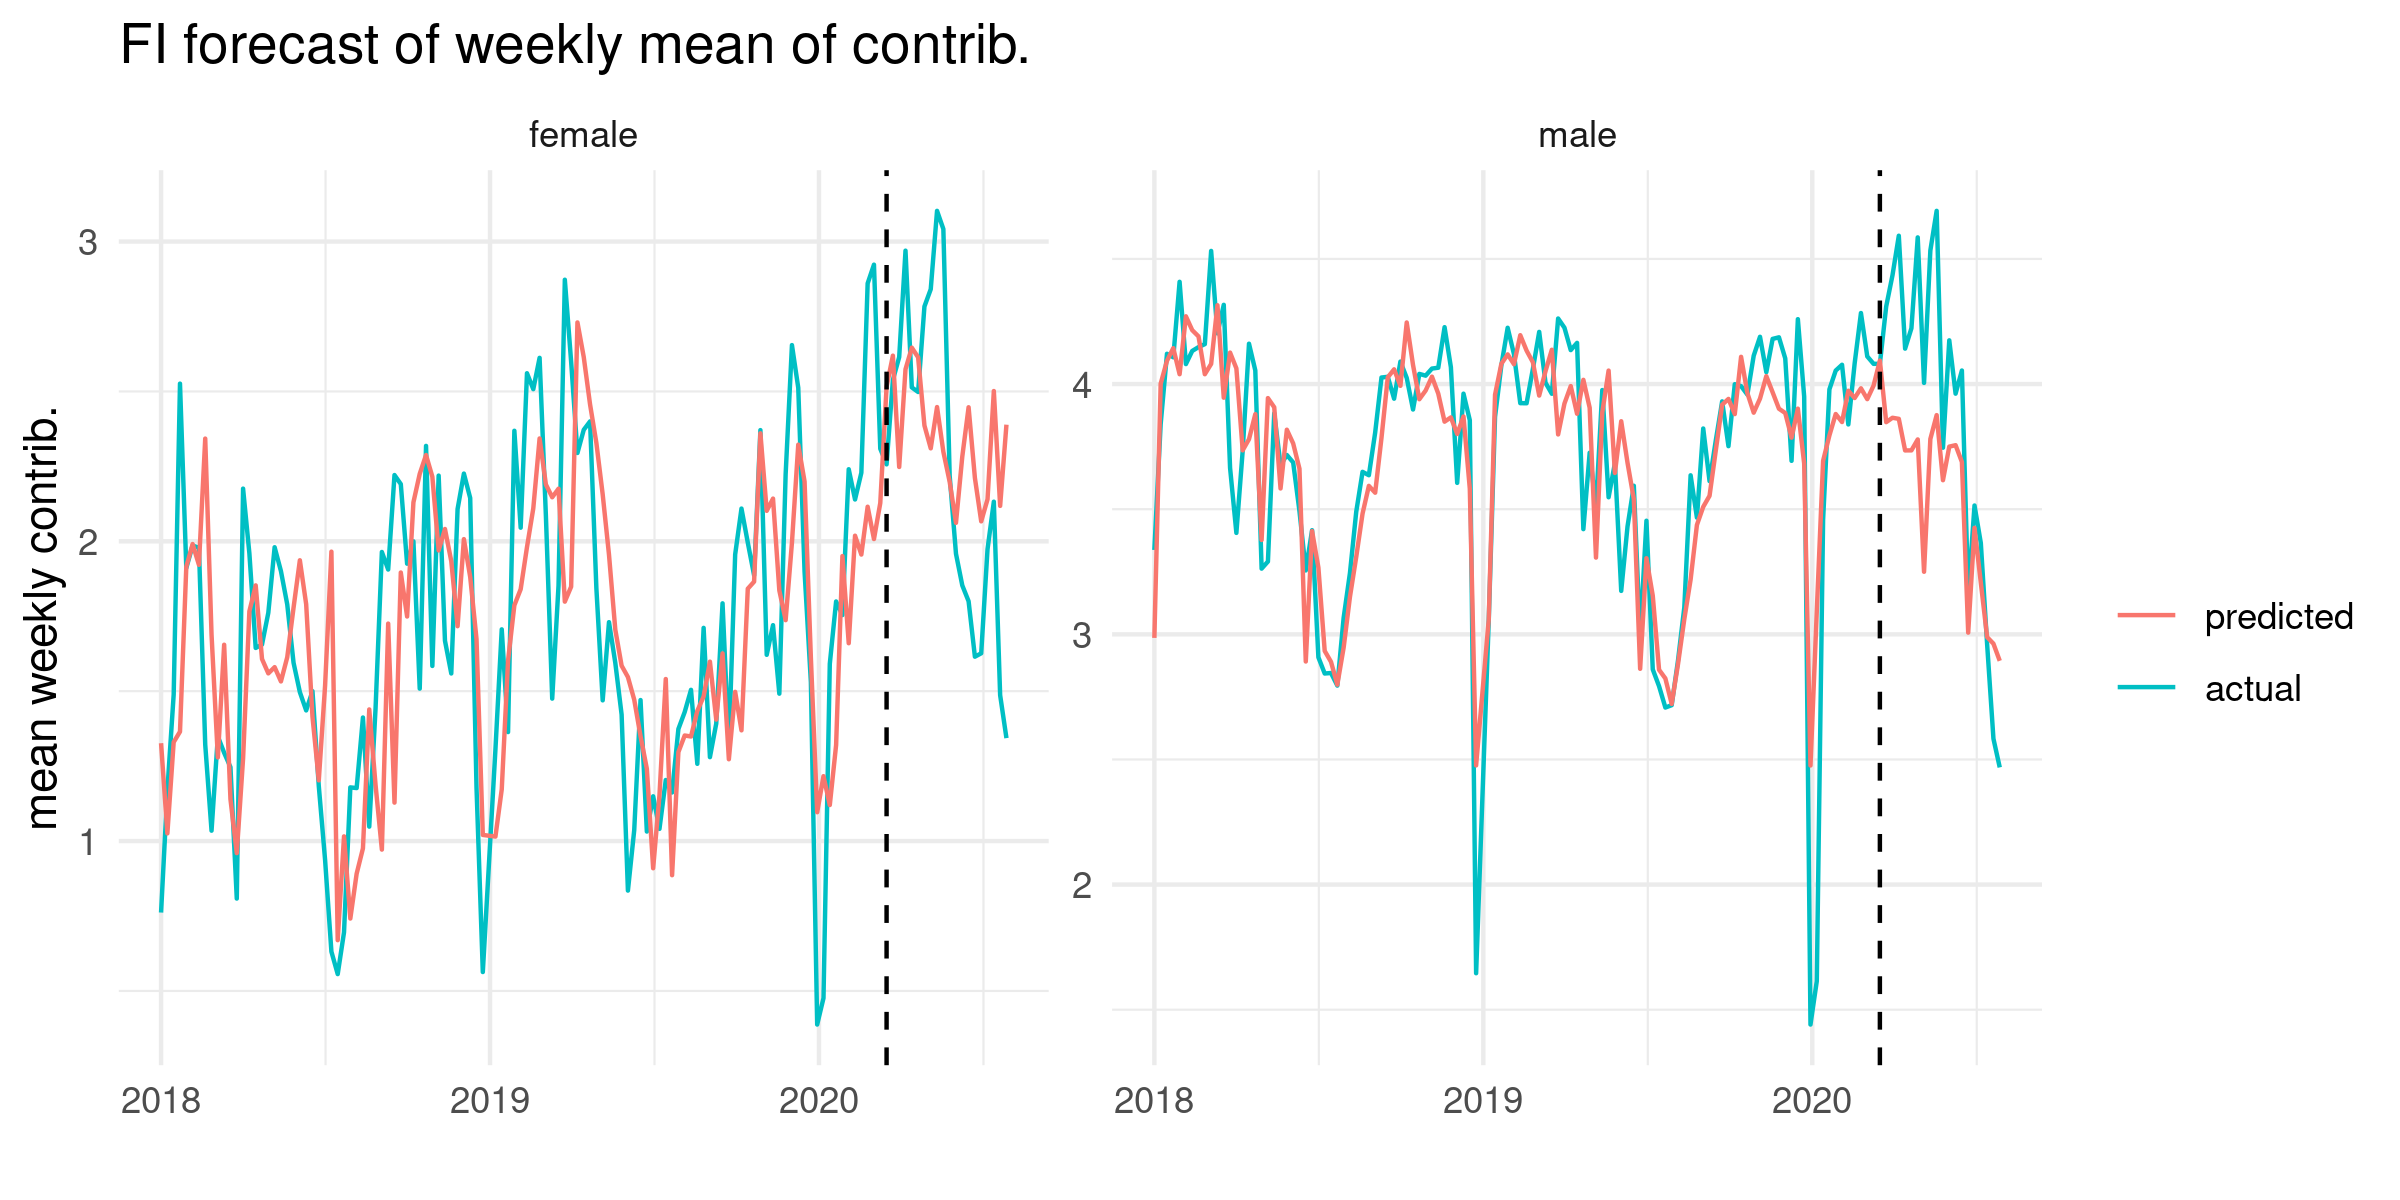 FI forecast of weekly mean of contrib.
female
male
mean weekly contrib.
3
2
1
4
3
2
2018
2019
2020
2018
2019
2020
predicted
actual